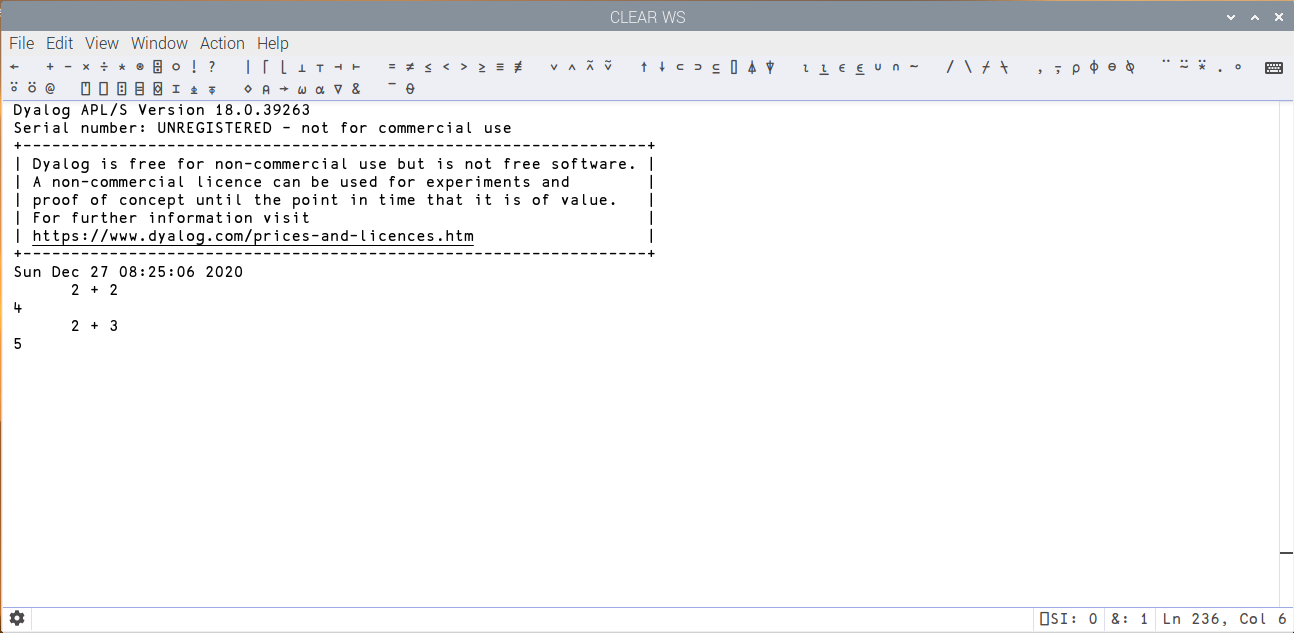 CLEAR WS
File Edit View Window Action Help
← + - × ÷ * ⍟ ⌹ ○ ! ? | ⌈ ⌊ ⊥ ⊤ ⊣ ⊢ = ≠ ≤ < > ≥ ≡ ≢ ∨ ∧ ⍲ ⍱ ↑ ↓ ⊂ ⊃ ⊆ ⌷ ⍋ ⍒ ⍳ ⍸ ∊ ⍷ ∪ ∩ ~ / \ ⌿ ⍀ , ⍪ ⍴ ⌽ ⊖ ⍉ ¨ ⍨ ⍣ . ∘
⍤ ⍥ @ ⍞ ⎕ ⍠ ⌸ ⌺ ⌶ ⍎ ⍕ ⋄ ⍝ → ⍵ ⍺ ∇ & ¯ ⍬
Dyalog APL/S Version 18.0.39263
Serial number: UNREGISTERED - not for commercial use
+-----------------------------------------------------------------+
| Dyalog is free for non-commercial use but is not free software. |
| A non-commercial licence can be used for experiments and |
| proof of concept until the point in time that it is of value. |
| For further information visit |
| https://www.dyalog.com/prices-and-licences.htm |
+-----------------------------------------------------------------+
Sun Dec 27 08:25:06 2020
2 + 2
4
2 + 3
5
⎕SI: 0 &: 1 Ln 236, Col 6